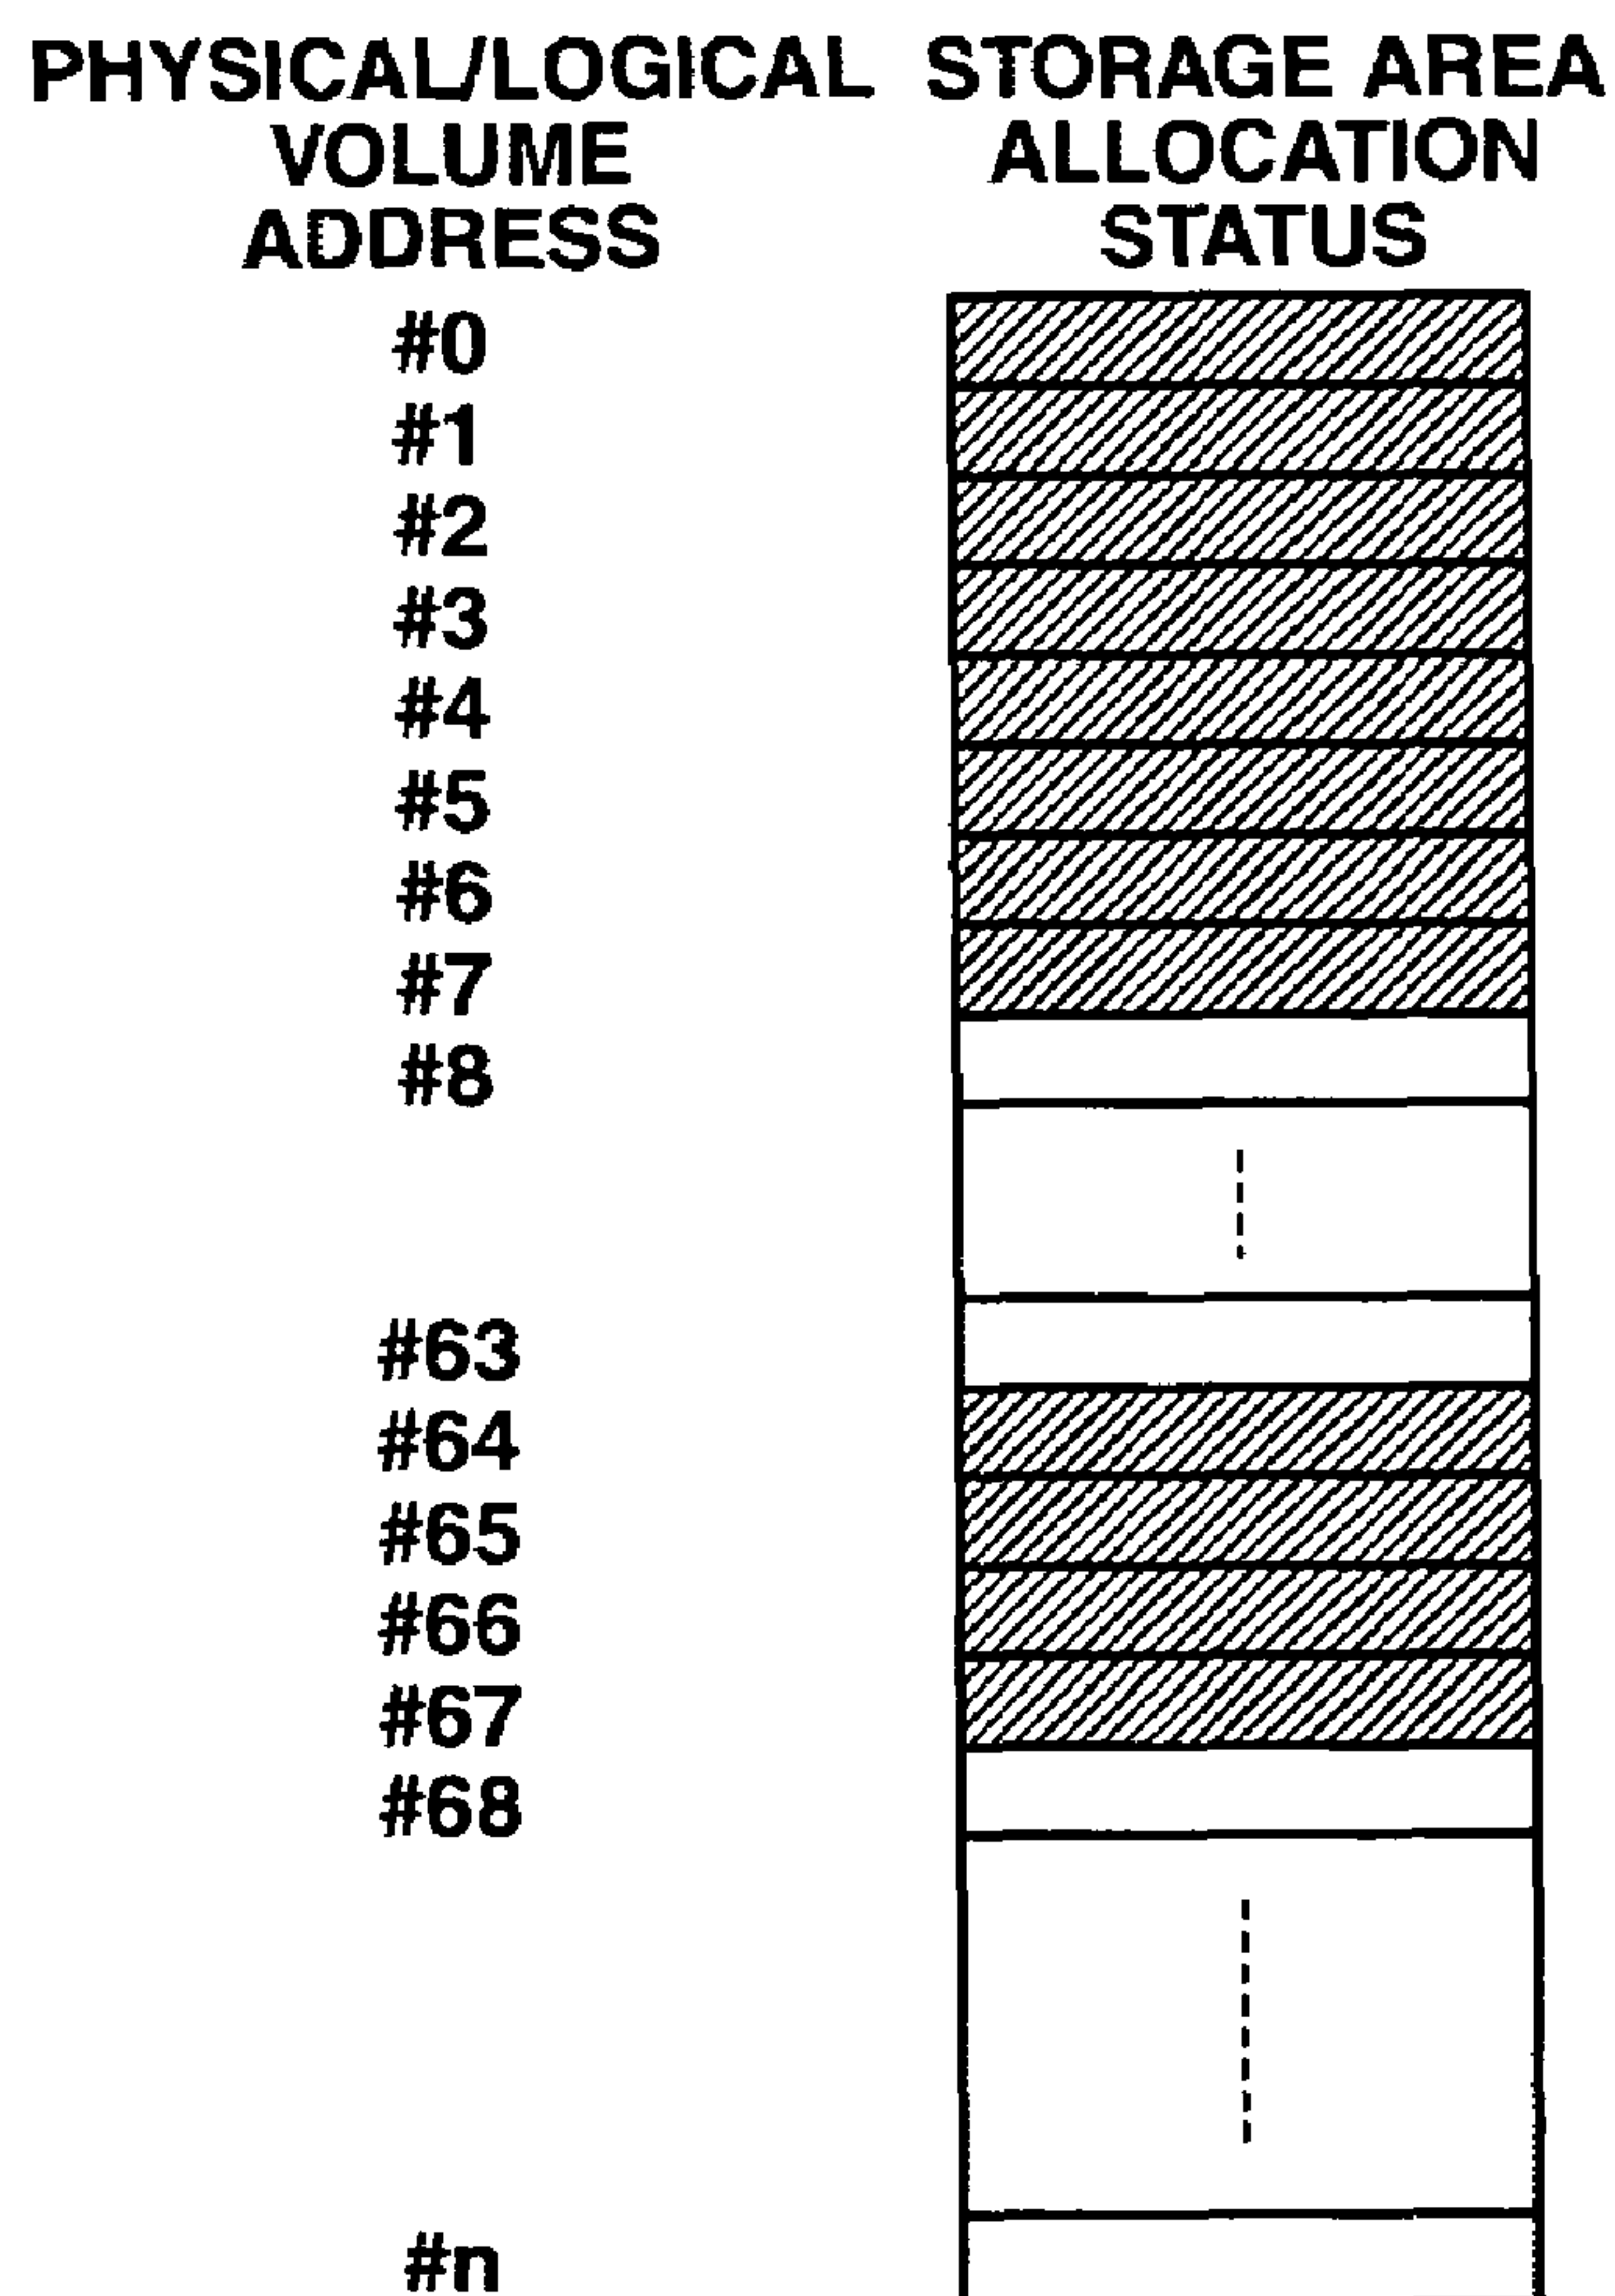 PHYSICAL/LOGICAL
VOLUME
ADDRESS
STORAGE AREA
ALLOCATION
STATUS
#0
#1
#2
#3
#4
#5
#6
#7
#8
#63
#64
#65
#66
#67
#68
#n